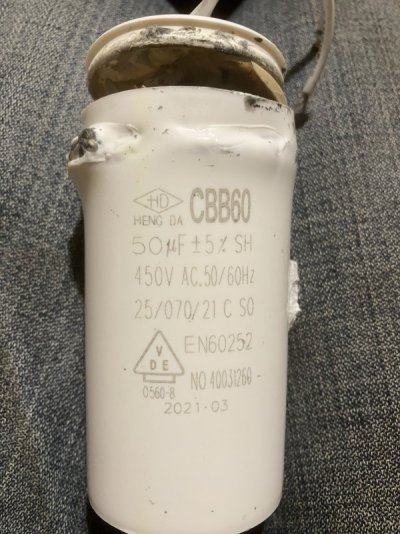 HD
HENG DA CBB60
50µF ±5% SH
450V AC.50/60Hz
25/070/21 C S0
VDE EN60252
0560-8 NO 40031260
2021-03